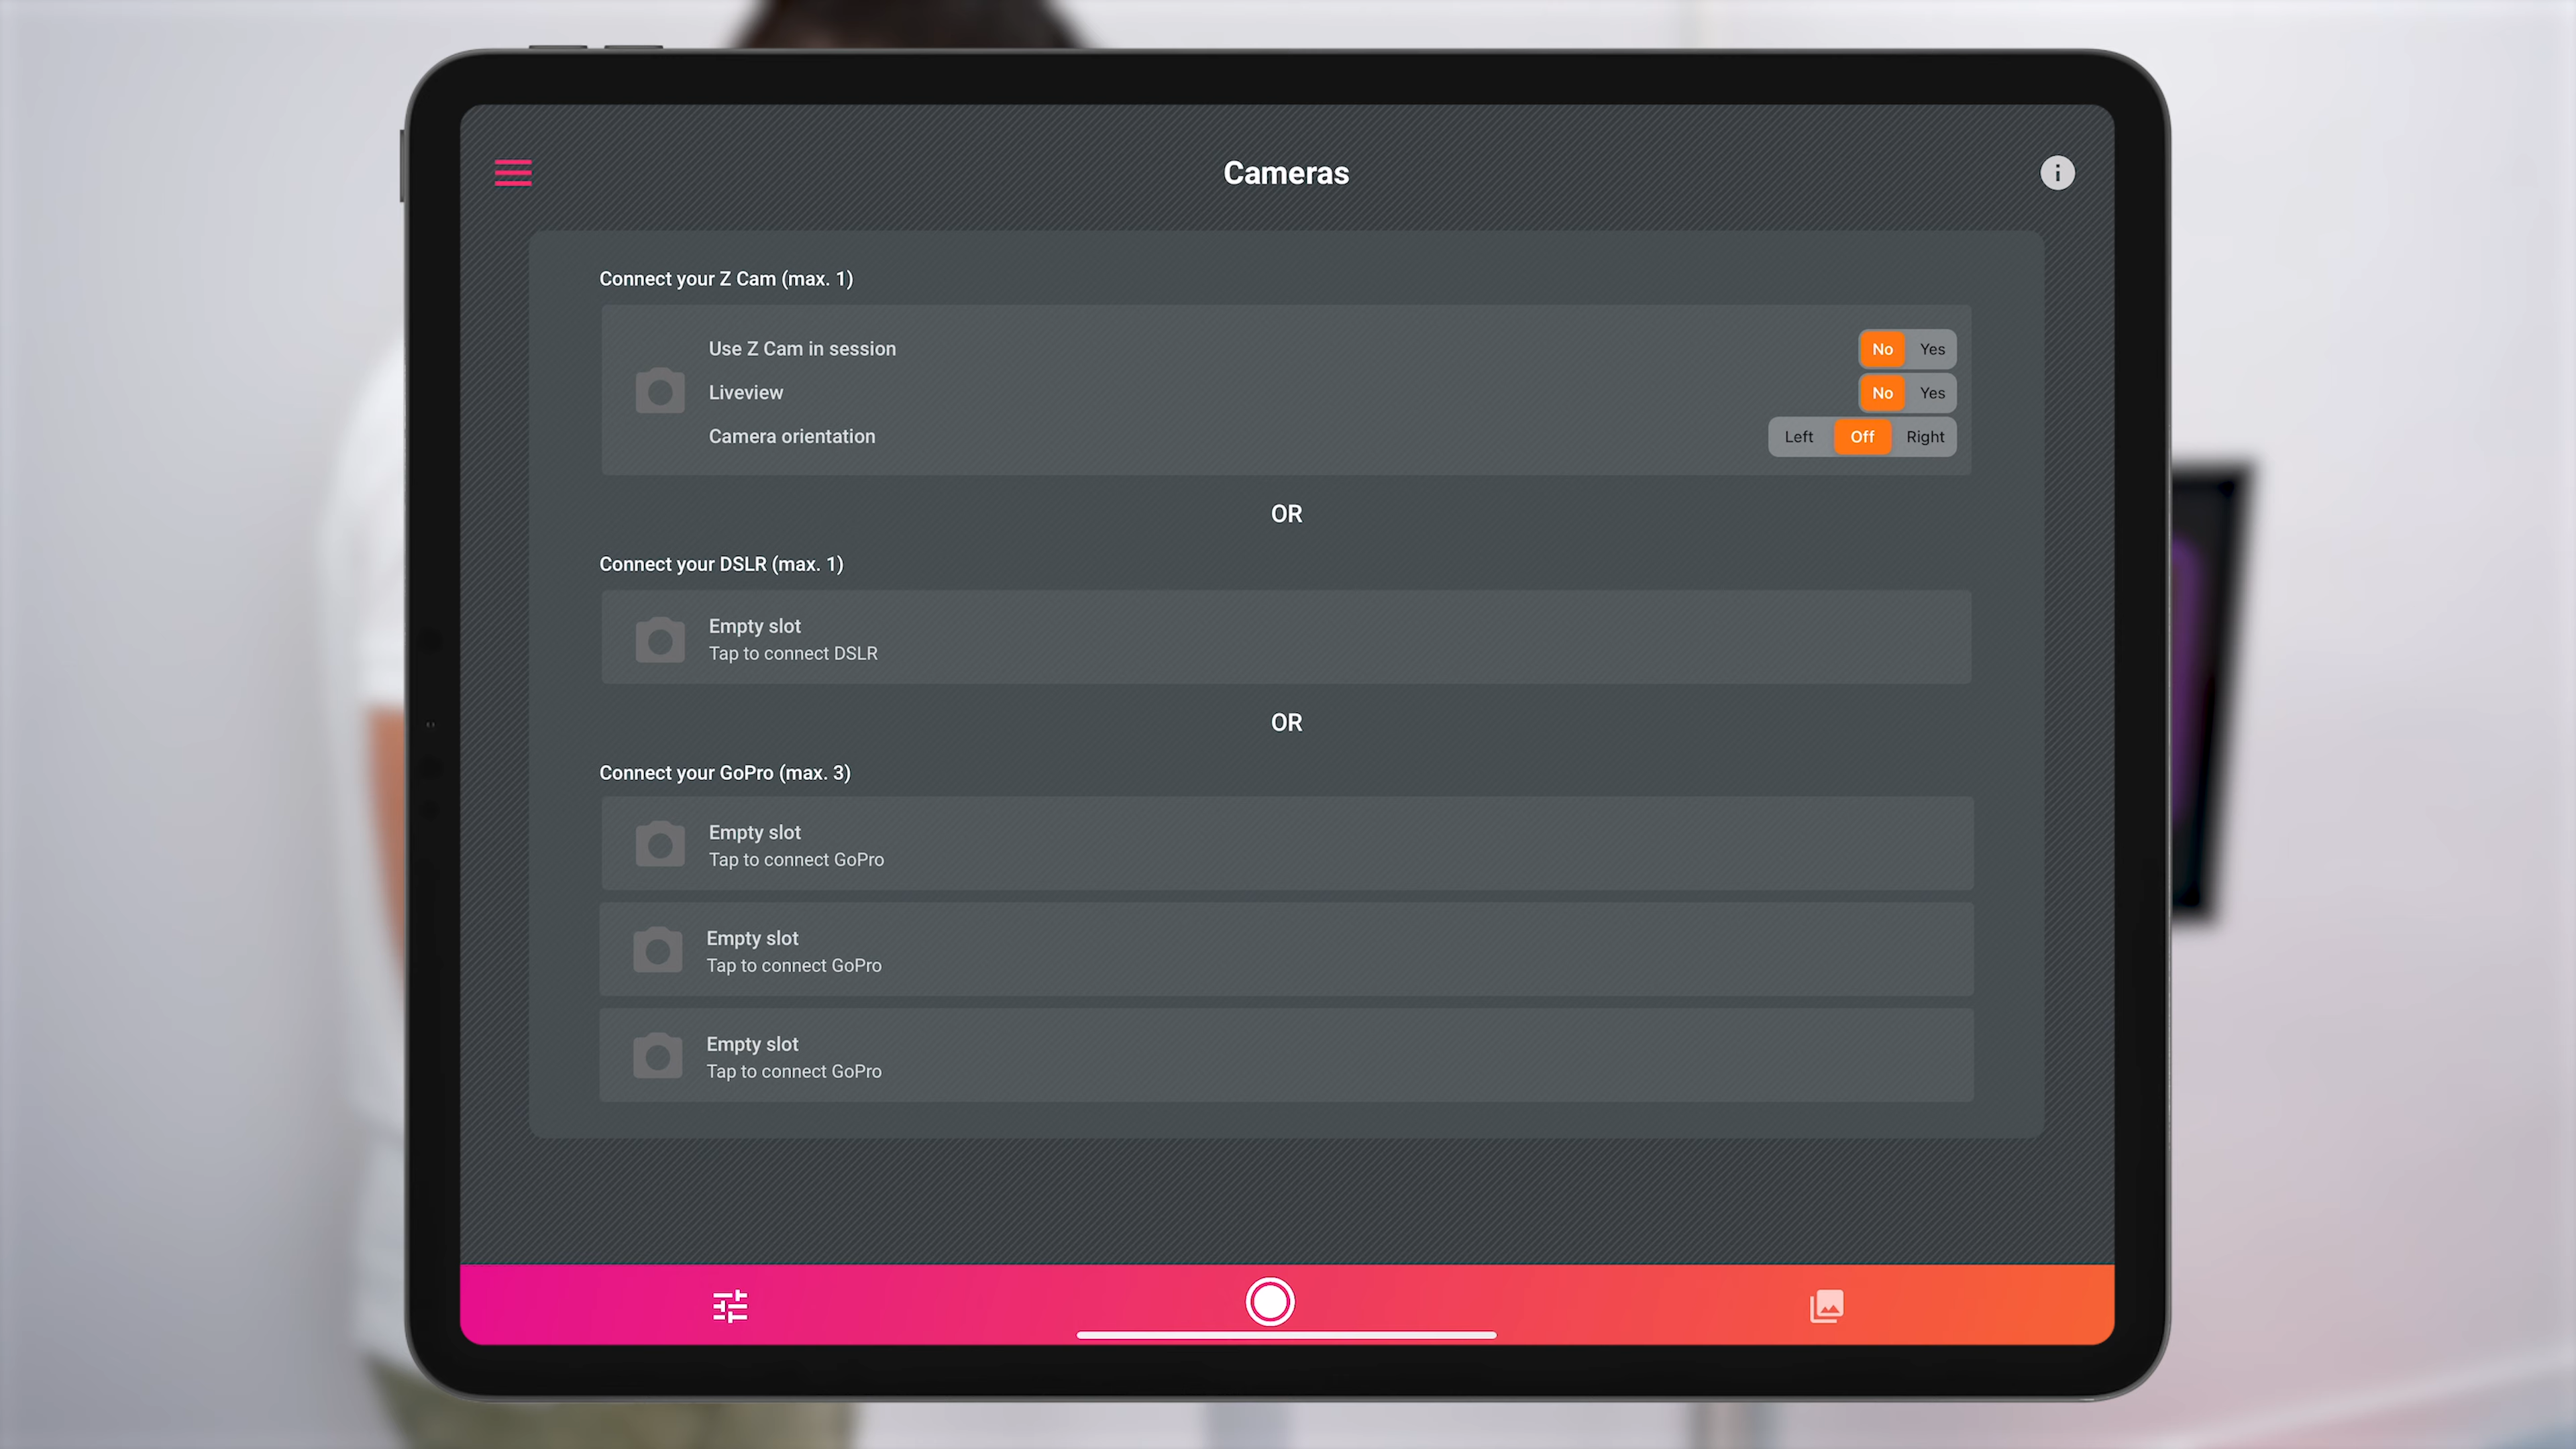 Cameras
i
Connect your Z Cam (max. 1)
Use Z Cam in session
No Yes
Liveview
No Yes
Camera orientation
Left Off Right
OR
Connect your DSLR (max. 1)
Empty slot
Tap to connect DSLR
OR
Connect your GoPro (max. 3)
Empty slot
Tap to connect GoPro
Empty slot
Tap to connect GoPro
Empty slot
Tap to connect GoPro